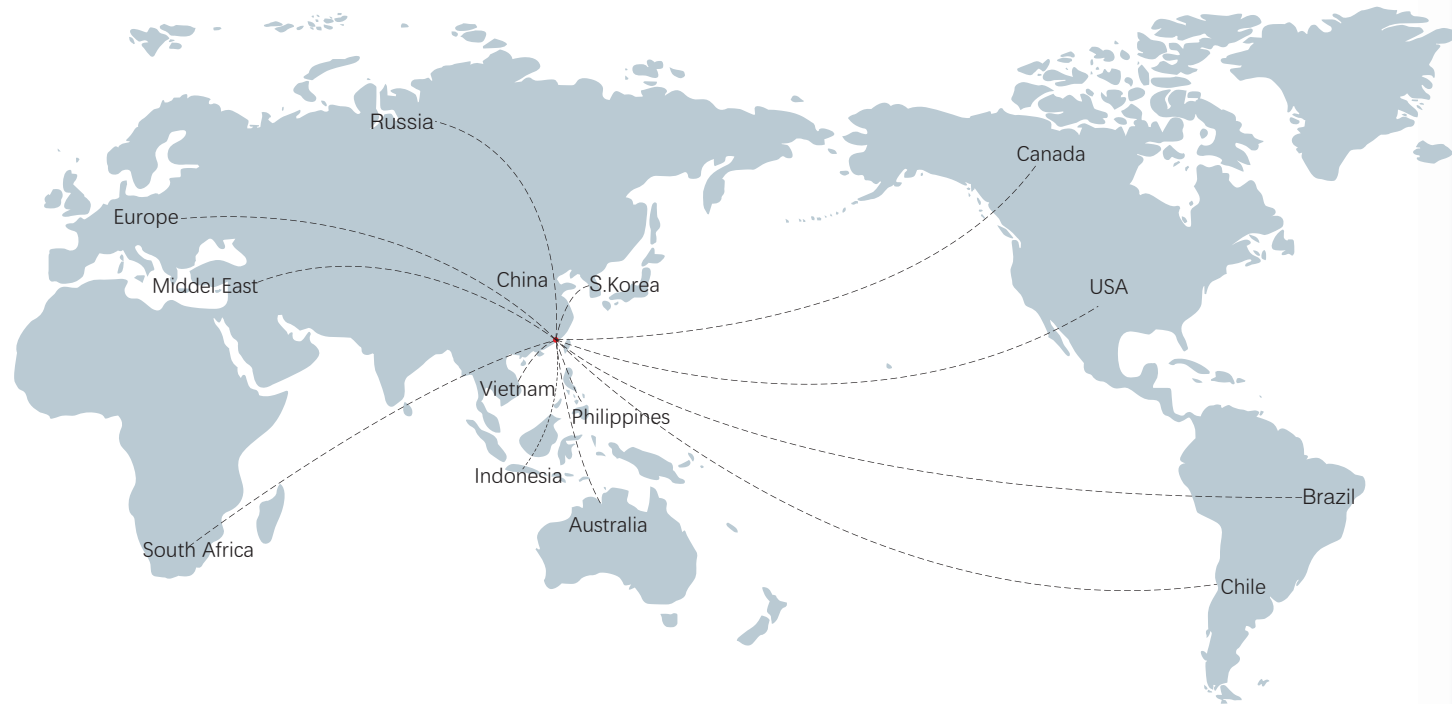 Russia
Canada
Europe
China
Middel East
S.Korea
USA
Vietnam
Philippines
Indonesia
Brazil
Australia
South Africa
Chile